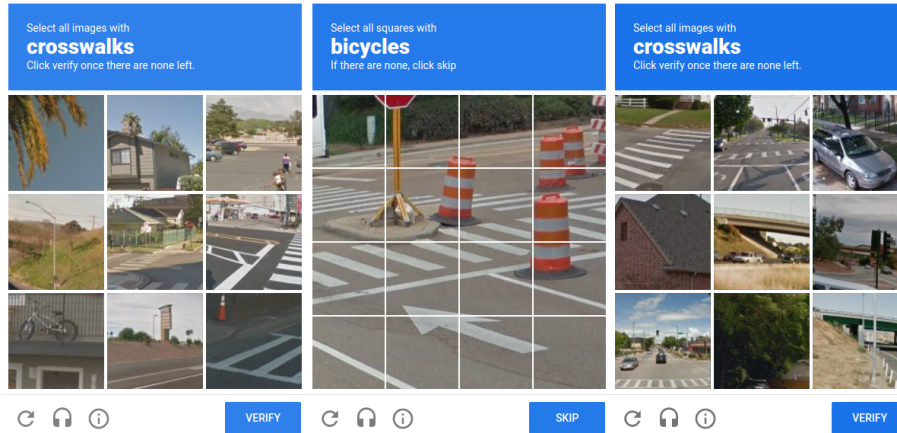 Select all images with
crosswalks
Click verify once there are none left.
VERIFY
Select all squares with
bicycles
If there are none, click skip
SKIP
Select all images with
crosswalks
Click verify once there are none left.
VERIFY